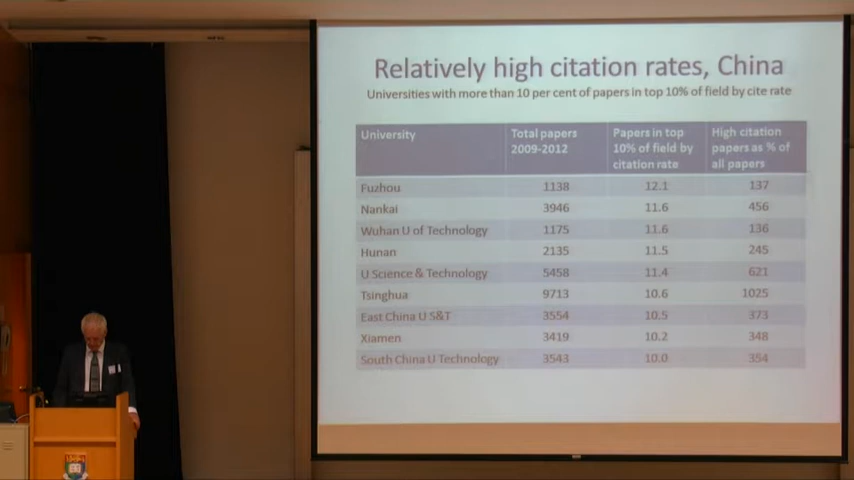 Relatively high citation rates, China
Universities with more than 10 per cent of papers in top 10% of field by cite rate
University Total papers 2009-2012 Papers in top 10% of field by citation rate High citation papers as % of all papers
Fuzhou 1138 12.1 137
Nankai 3946 11.6 456
Wuhan U of Technology 1175 11.6 136
Hunan 2135 11.5 245
U Science & Technology 5458 11.4 621
Tsinghua 9713 10.6 1025
East China U S&T 3554 10.5 373
Xiamen 3419 10.2 348
South China U Technology 3543 10.0 354